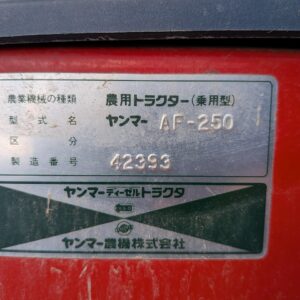 農業機械の種類 農用トラクター(乗用型)
型式名 ヤンマー AF-250
区分
製造番号 42393
ヤンマーディーゼルトラクタ
ヤンマー農機株式会社